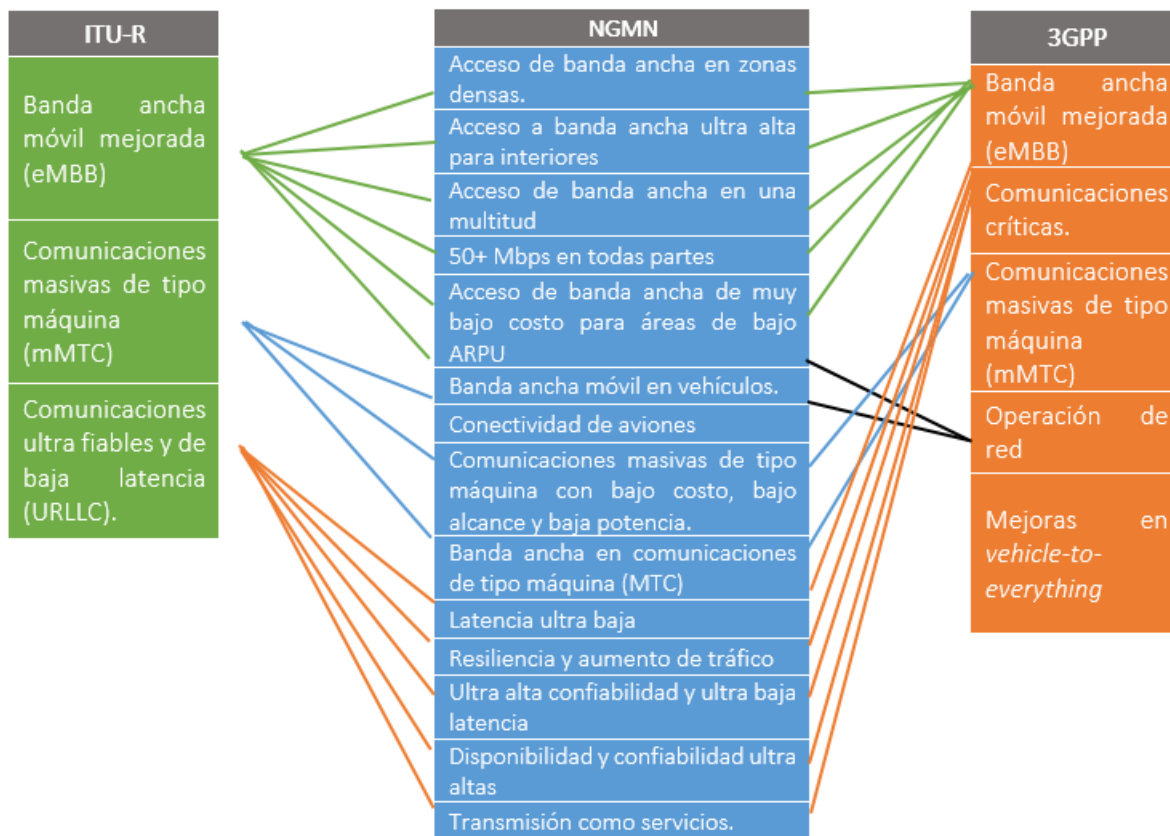 ITU-R
Banda ancha
móvil mejorada
(eMBB)
Comunicaciones
masivas de tipo
máquina
(mMTC)
Comunicaciones
ultra fiables y de
baja latencia
(URLLC).
NGMN
Acceso de banda ancha en zonas
densas.
Acceso a banda ancha ultra alta
para interiores
Acceso de banda ancha en una
multitud
50+ Mbps en todas partes
Acceso de banda ancha de muy
bajo costo para áreas de bajo
ARPU
Banda ancha móvil en vehículos.
Conectividad de aviones
Comunicaciones masivas de tipo
máquina con bajo costo, bajo
alcance y baja potencia.
Banda ancha en comunicaciones
de tipo máquina (MTC)
Latencia ultra baja
Resiliencia y aumento de tráfico
Ultra alta confiabilidad y ultra baja
latencia
Disponibilidad y confiabilidad ultra
altas
Transmisión como servicios.
3GPP
Banda ancha
móvil mejorada
(eMBB)
Comunicaciones
críticas.
Comunicaciones
masivas de tipo
máquina
(mMTC)
Operación de
red
Mejoras en
vehicle-to-
everything